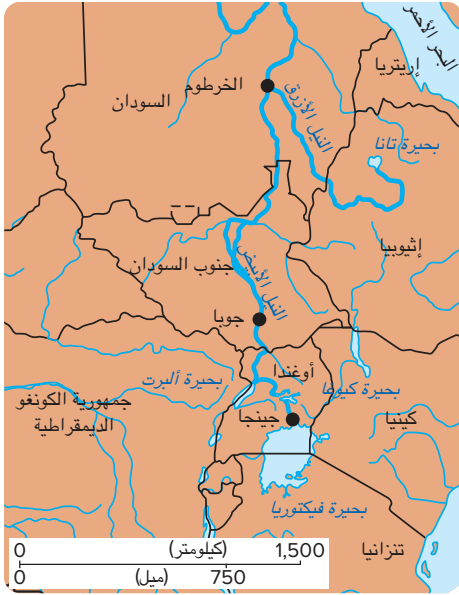 البحر الأحمر
إريتريا
الخرطوم
السودان
النيل الأزرق
بحيرة تانا
إثيوبيا
جنوب السودان
النيل الأبيض
جوبا
أوغندا
بحيرة ألبرت
بحيرة كيوغا
جمهورية الكونغو
الديمقراطية
جينجا
كينيا
بحيرة فيكتوريا
تنزانيا
0 (كيلومتر) 1,500
0 (ميل) 750